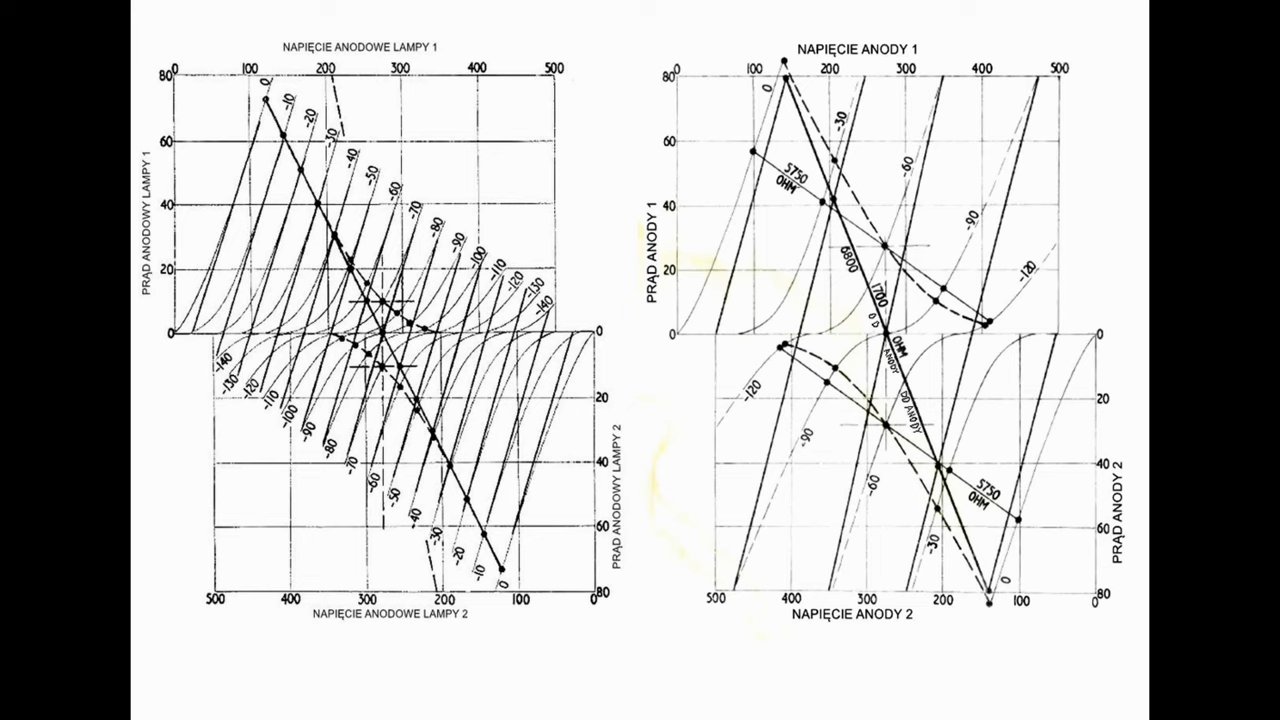 NAPIĘCIE ANODOWE LAMPY 1
0 100 200 300 400 500
PRĄD ANODOWY LAMPY 1
80
60
40
20
0
0 -10 -20 -30 -40 -50 -60 -70 -80 -90 -100 -110 -120 -130 -140
-140 -130 -120 -110 -100 -90 -80 -70 -60 -50 -40 -30 -20 -10 0
0
20
40
60
80
PRĄD ANODOWY LAMPY 2
500 400 300 200 100 0
NAPIĘCIE ANODOWE LAMPY 2
NAPIĘCIE ANODY 1
0 100 200 300 400 500
PRĄD ANODY 1
80
60
40
20
0
0 -30 -60 -90 -120
5750
OHM
6800
1700
OHM
OD
ANODY
DO ANODY
-120 -90 -60 -30 0
5750
OHM
0
20
40
60
80
PRĄD ANODY 2
500 400 300 200 100 0
NAPIĘCIE ANODY 2